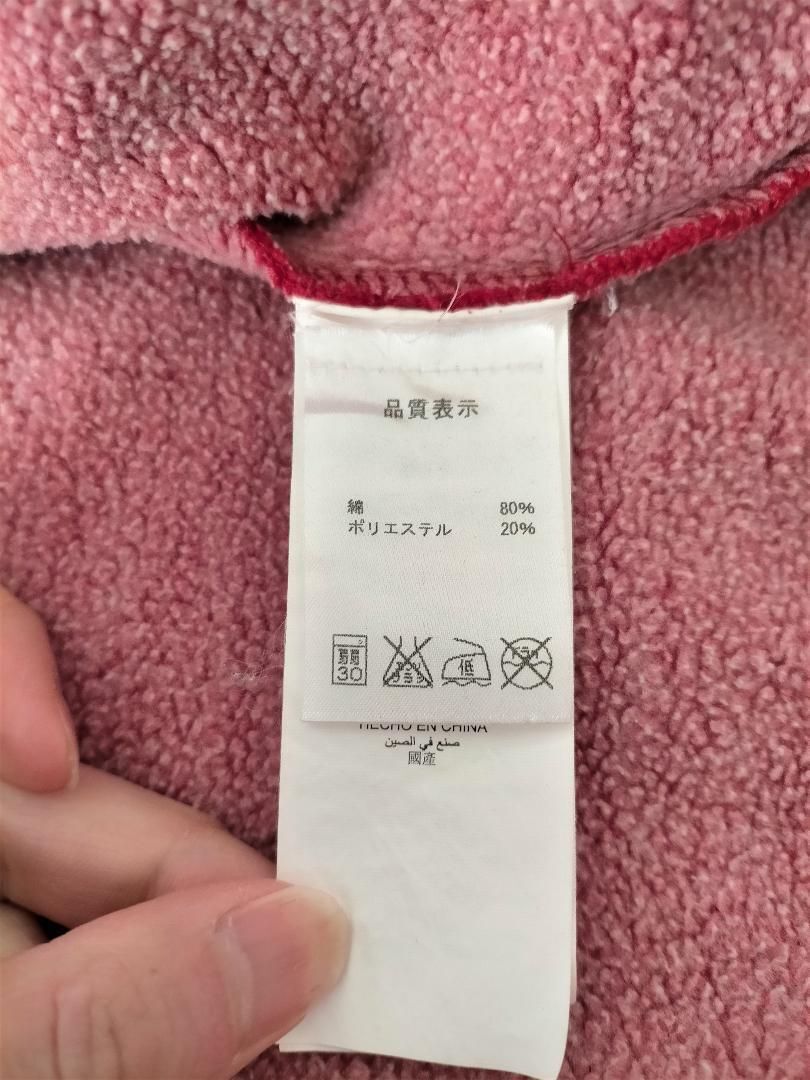 品質表示
綿 80%
ポリエステル 20%
30
低
HECHO EN CHINA
صنع في الصين
國產